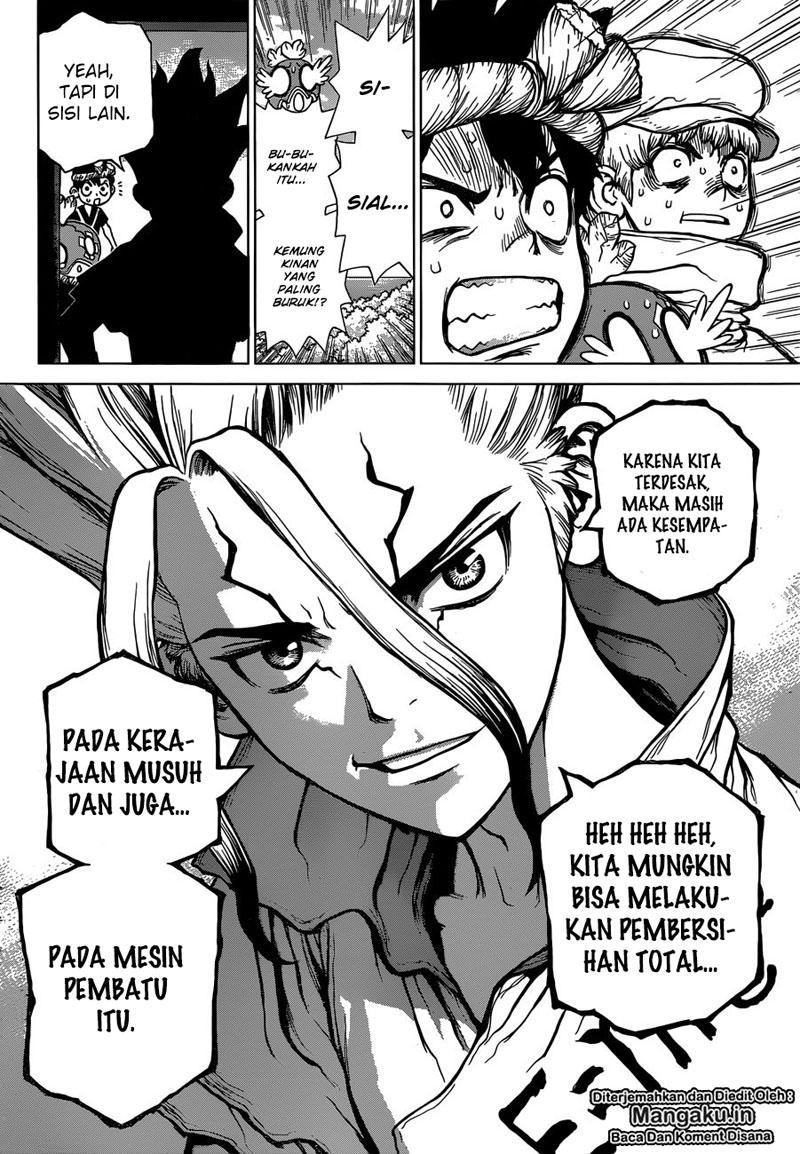 SI-
SIAL...
BU-BU-
KANKAH
ITU...
KEMUNG
KINAN
YANG
PALING
BURUK!?
YEAH,
TAPI DI
SISI LAIN.
KARENA KITA
TERDESAK,
MAKA MASIH
ADA KESEMPA-
TAN.
HEH HEH HEH,
KITA MUNGKIN
BISA MELAKU-
KAN PEMBERSI-
HAN TOTAL...
PADA KERA-
JAAN MUSUH
DAN JUGA...
PADA MESIN
PEMBATU
ITU.
Diterjemahkan dan Diedit Oleh :
Mangaku.in
Baca Dan Koment Disana